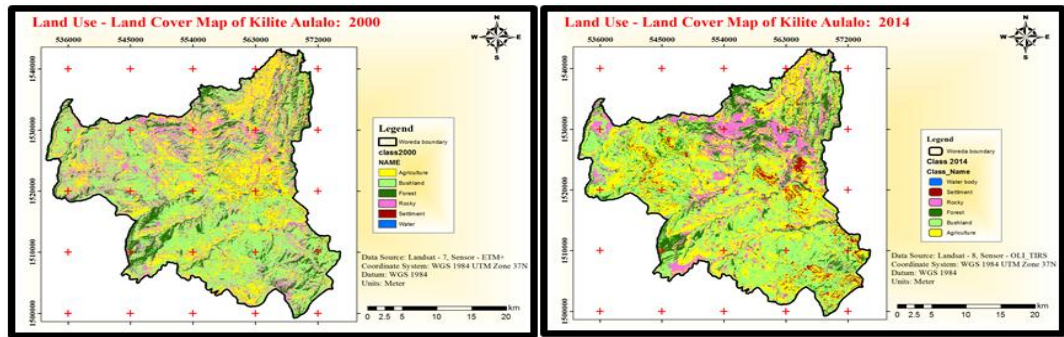 Land Use - Land Cover Map of Kilite Aulalo: 2000
N
W E
S
536000 545000 554000 563000 572000
1540000
1530000
1520000
1510000
1500000
Legend
Woreda boundary
class2000
NAME
Agriculture
Bushland
Forest
Rocky
Settlment
Water
Data Source: Landsat - 7, Sensor - ETM+
Coordinate System: WGS 1984 UTM Zone 37N
Datum: WGS 1984
Units: Meter
km
0 2.5 5 10 15 20
Land Use - Land Cover Map of Kilite Aulalo: 2014
N
W E
S
536000 545000 554000 563000 572000
1540000
1530000
1520000
1510000
1500000
Legend
Woreda boundary
Class 2014
Class_Name
Water body
Settlement
Rocky
Forest
Bushland
Agriculture
Data Source: Landsat - 8, Sensor - OLI_TIRS
Coordinate System: WGS 1984 UTM Zone 37N
Datum: WGS 1984
Units: Meter
km
0 2.5 5 10 15 20